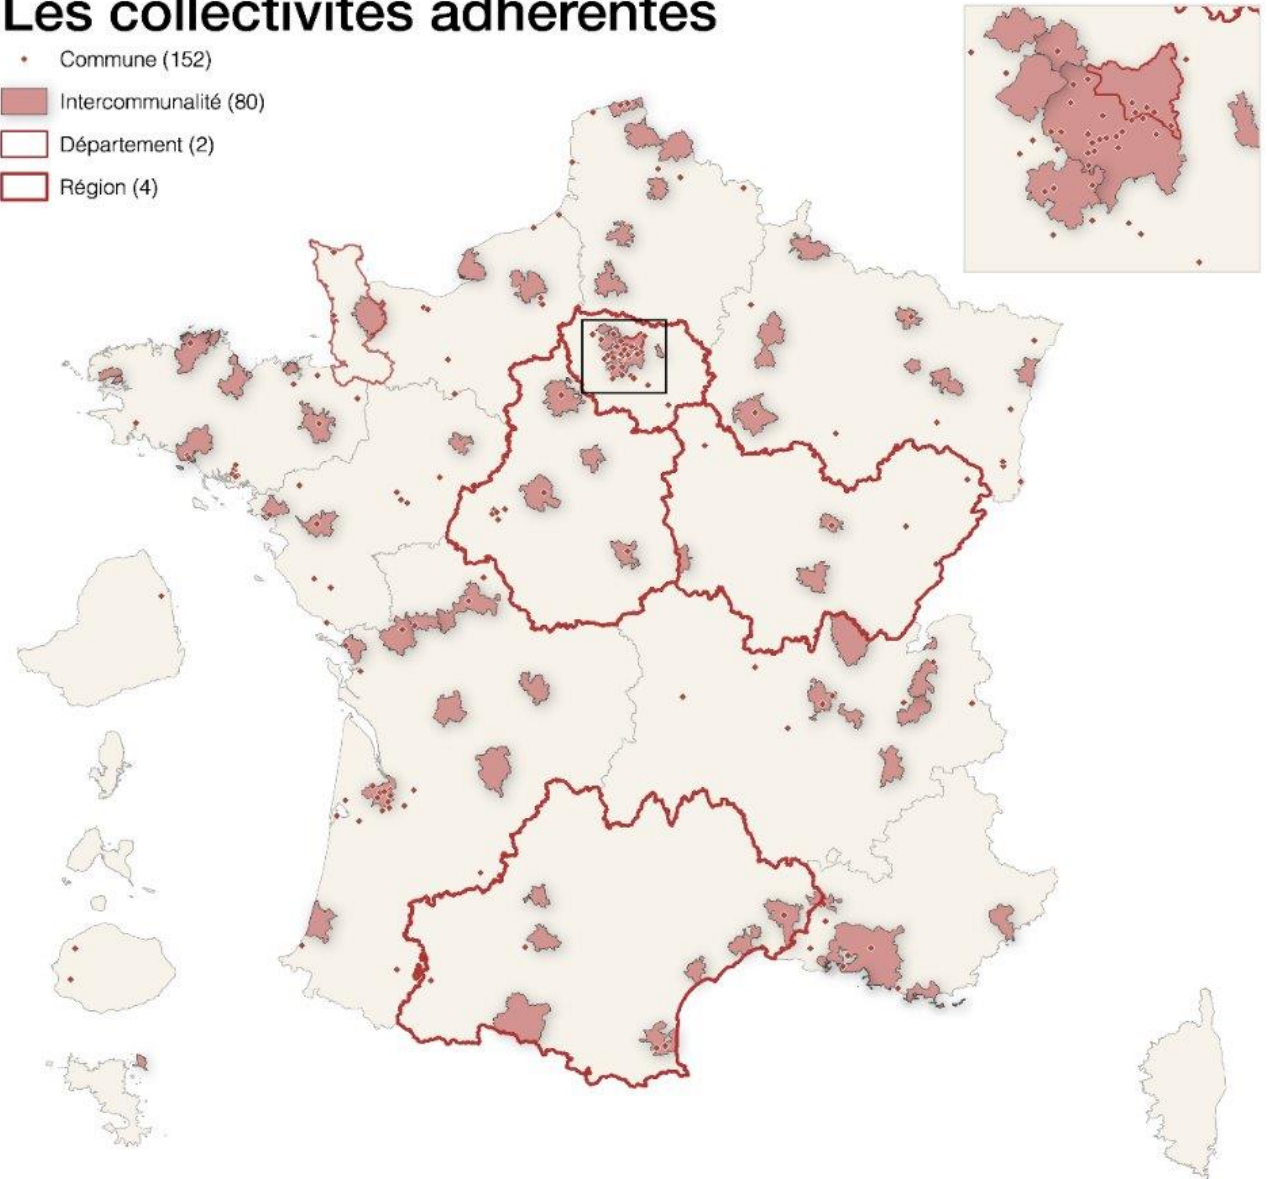 Les collectivités adhérentes
Commune (152)
Intercommunalité (80)
Département (2)
Région (4)